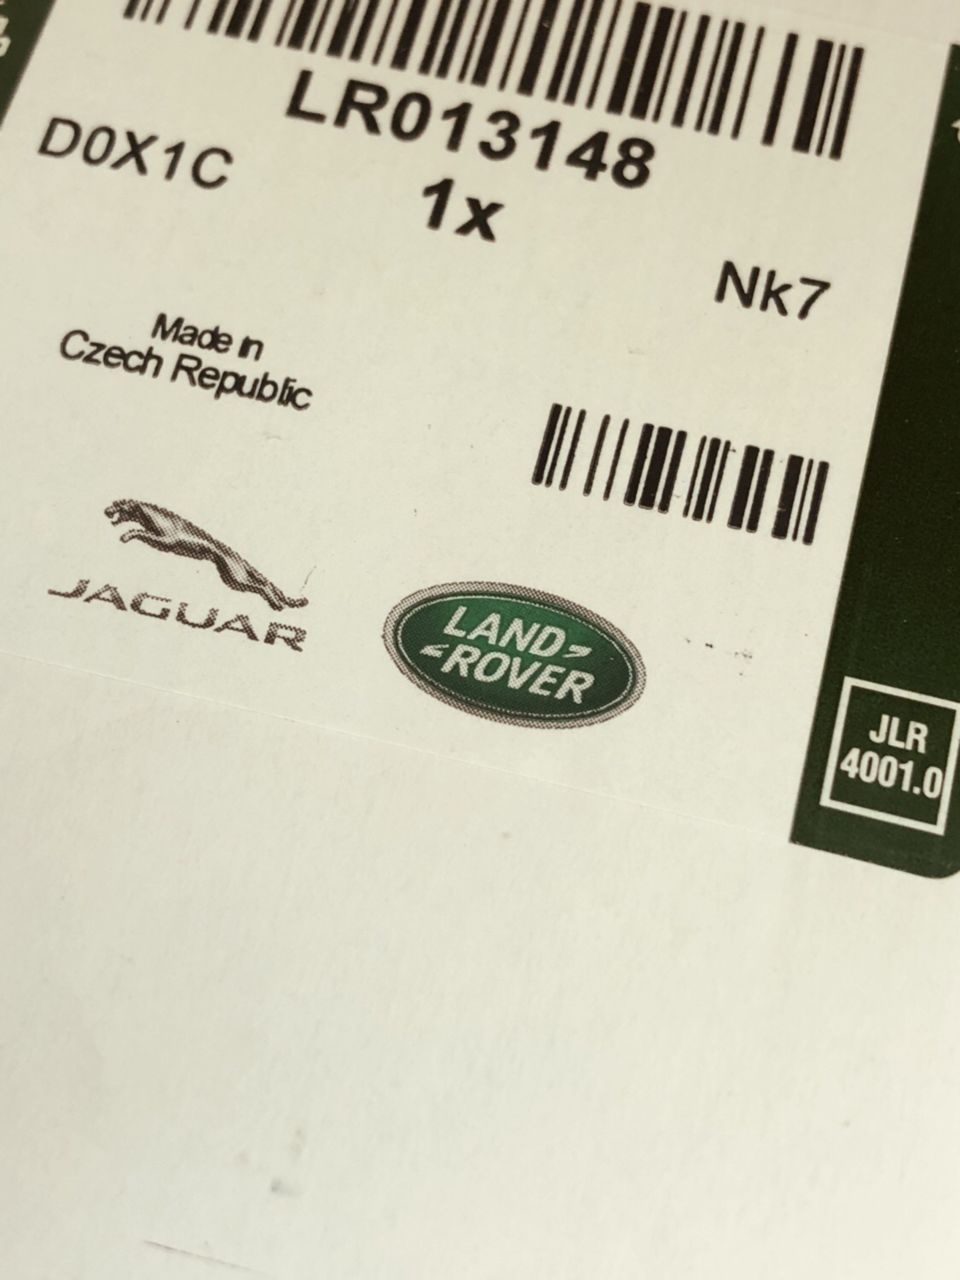 LR013148
D0X1C
1x
Nk7
Made in
Czech Republic
JAGUAR
LAND
ROVER
JLR
4001.0